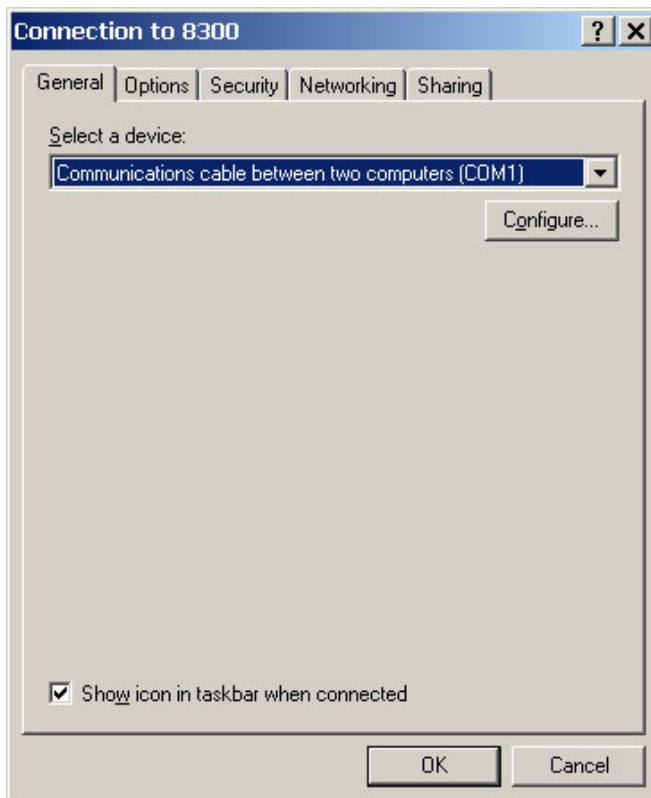 Connection to 8300
General Options Security Networking Sharing
Select a device:
Communications cable between two computers (COM1)
Configure...
Show icon in taskbar when connected
OK Cancel